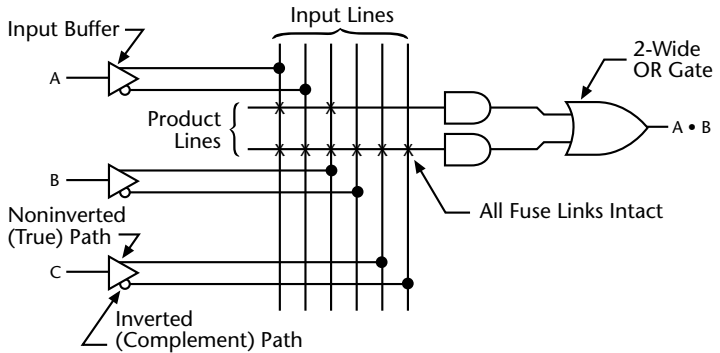 Input Lines
Input Buffer
2-Wide
OR Gate
A
Product
Lines
A • B
B
All Fuse Links Intact
Noninverted
(True) Path
C
Inverted
(Complement) Path